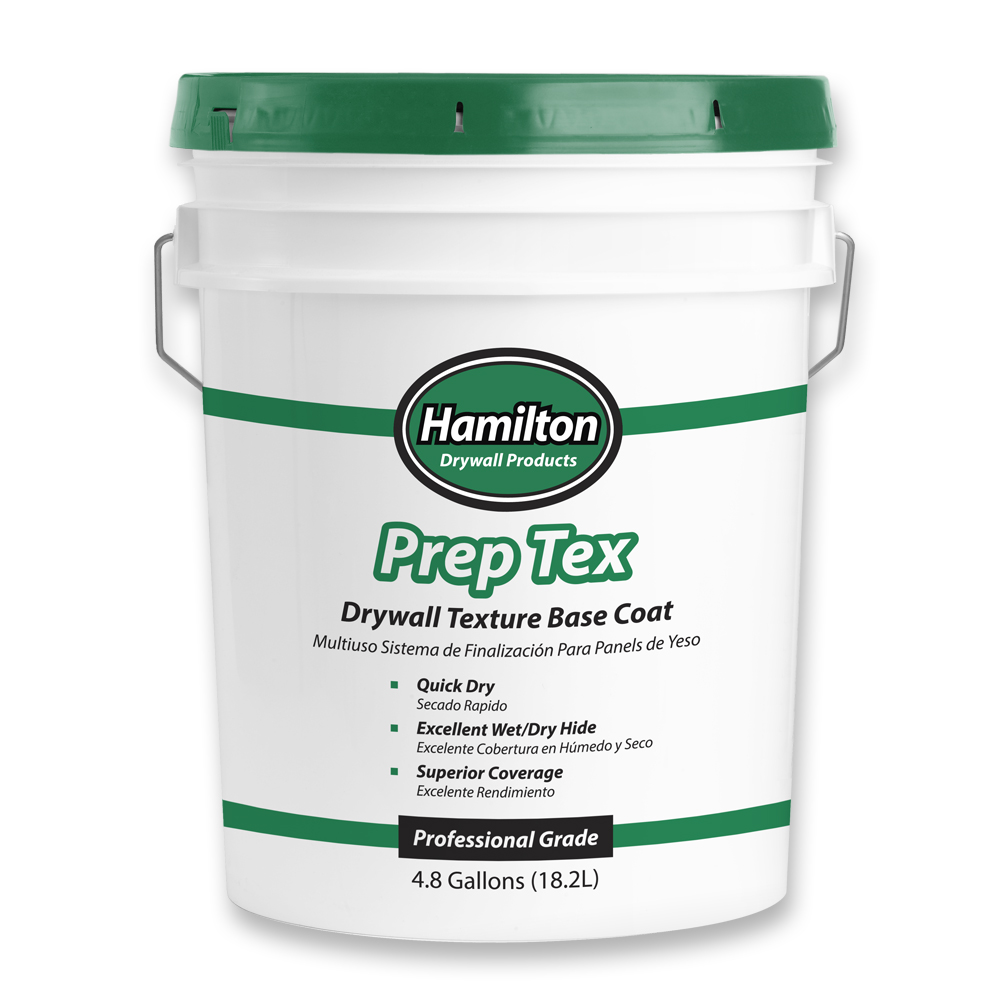 Hamilton
Drywall Products
Prep Tex
Drywall Texture Base Coat
Multiuso Sistema de Finalización Para Panels de Yeso
Quick Dry
Secado Rapido
Excellent Wet/Dry Hide
Excelente Cobertura en Húmedo y Seco
Superior Coverage
Excelente Rendimiento
Professional Grade
4.8 Gallons (18.2L)